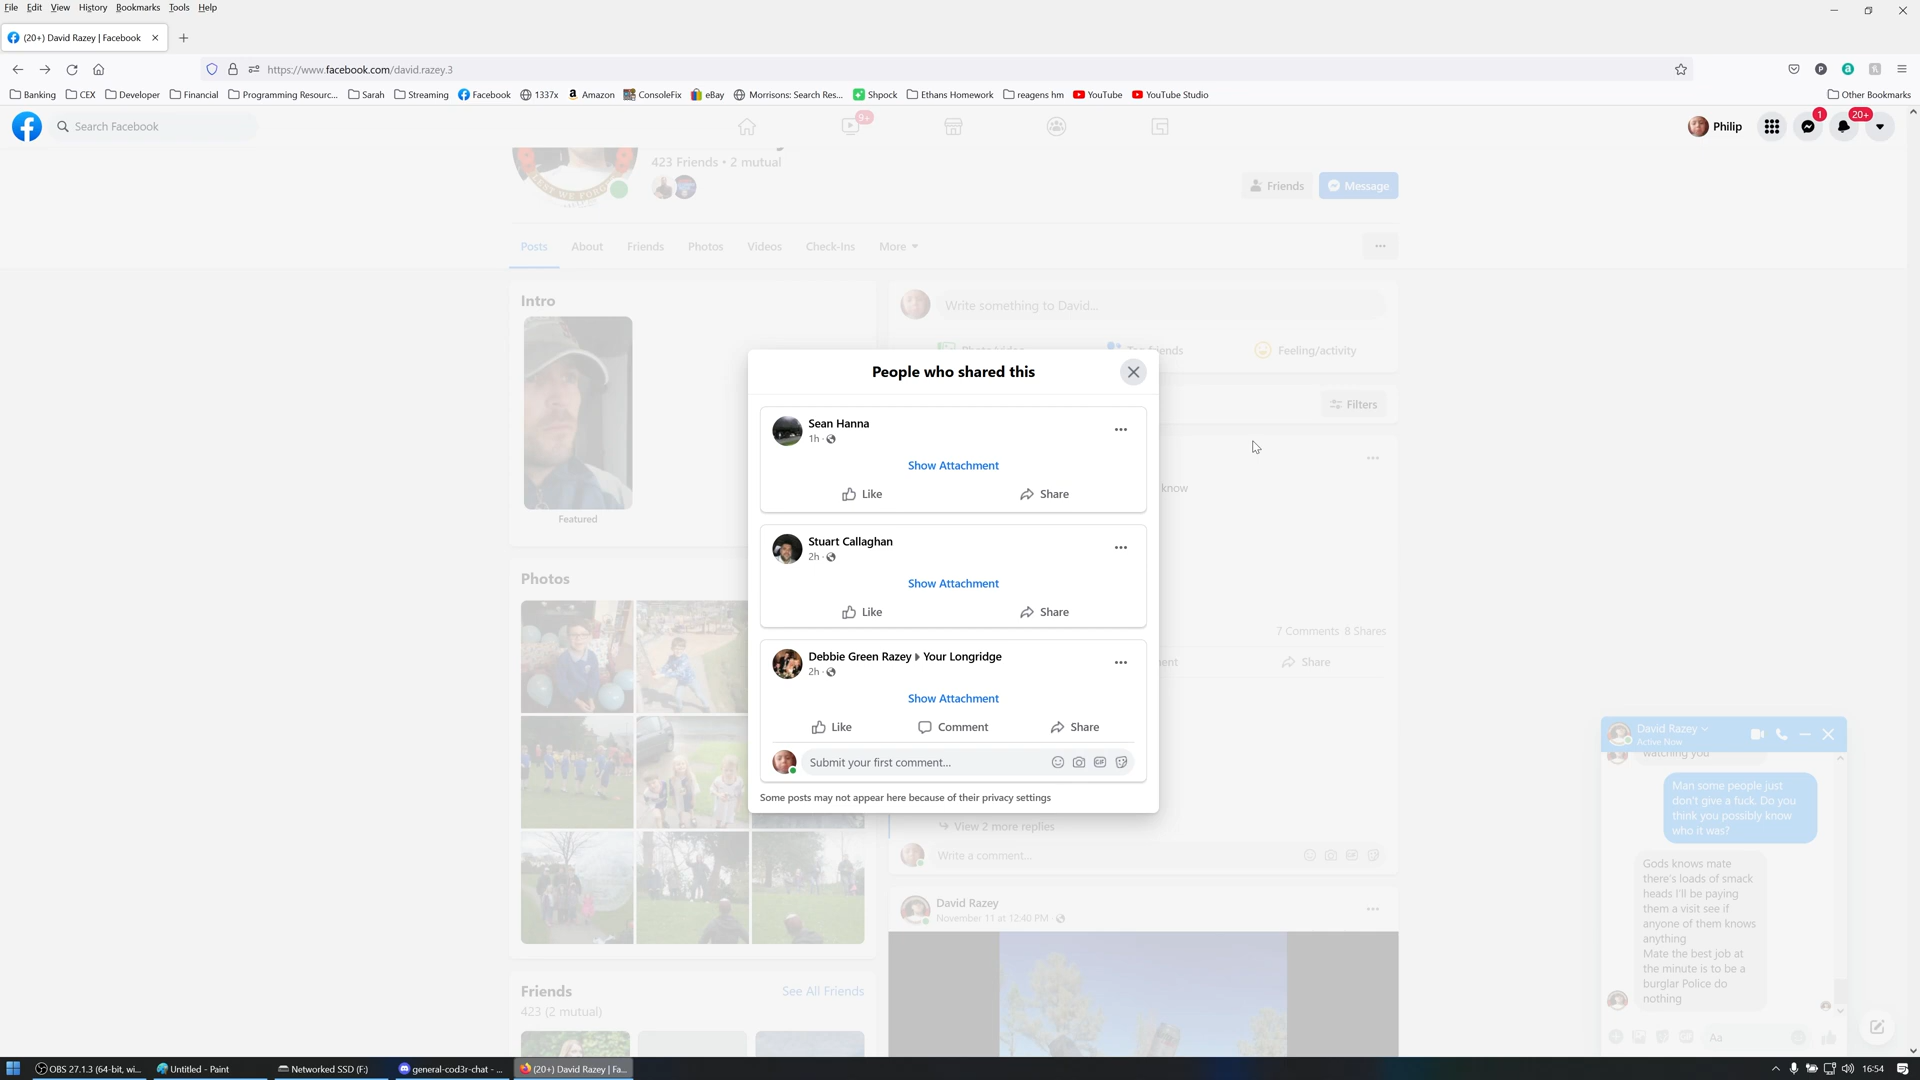 File Edit View History Bookmarks Tools Help
(20+) David Razey | Facebook
https://www.facebook.com/david.razey.3
Banking CEX Developer Financial Programming Resourc... Sarah Streaming Facebook 1337x Amazon ConsoleFix eBay Morrisons: Search Res... Shpock Ethans Homework reagens hm YouTube YouTube Studio Other Bookmarks
Search Facebook
9+
Philip
1
20+
423 Friends • 2 mutual
Friends
Message
Posts About Friends Photos Videos Check-Ins More
Intro
Featured
Photos
Friends
See All Friends
423 (2 mutual)
Write something to David...
Feeling/activity
Filters
know
7 Comments 8 Shares
Share
View 2 more replies
Write a comment...
David Razey
November 11 at 12:40 PM
People who shared this
Sean Hanna
1h
Show Attachment
Like Share
Stuart Callaghan
2h
Show Attachment
Like Share
Debbie Green Razey Your Longridge
2h
Show Attachment
Like Comment Share
Submit your first comment...
Some posts may not appear here because of their privacy settings
David Razey
Active Now
watching you
Man some people just
don't give a fuck. Do you
think you possibly know
who it was?
Gods knows mate
there's loads of smack
heads I'll be paying
them a visit see if
anyone of them knows
anything
Mate the best job at
the minute is to be a
burglar Police do
nothing
Aa
OBS 27.1.3 (64-bit, wi... Untitled - Paint Networked SSD (F:) general-cod3r-chat - ... (20+) David Razey | Fa... 16:54